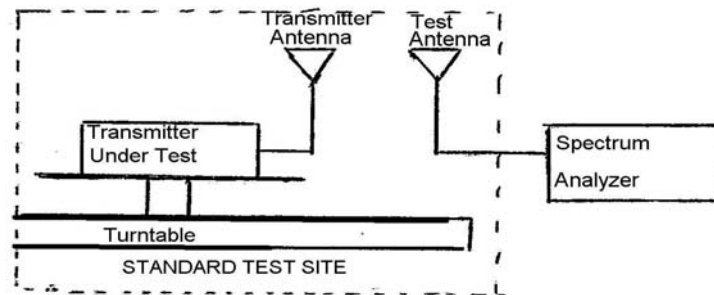 Transmitter
Antenna
Test
Antenna
Transmitter
Under Test
Spectrum
Analyzer
Turntable
STANDARD TEST SITE